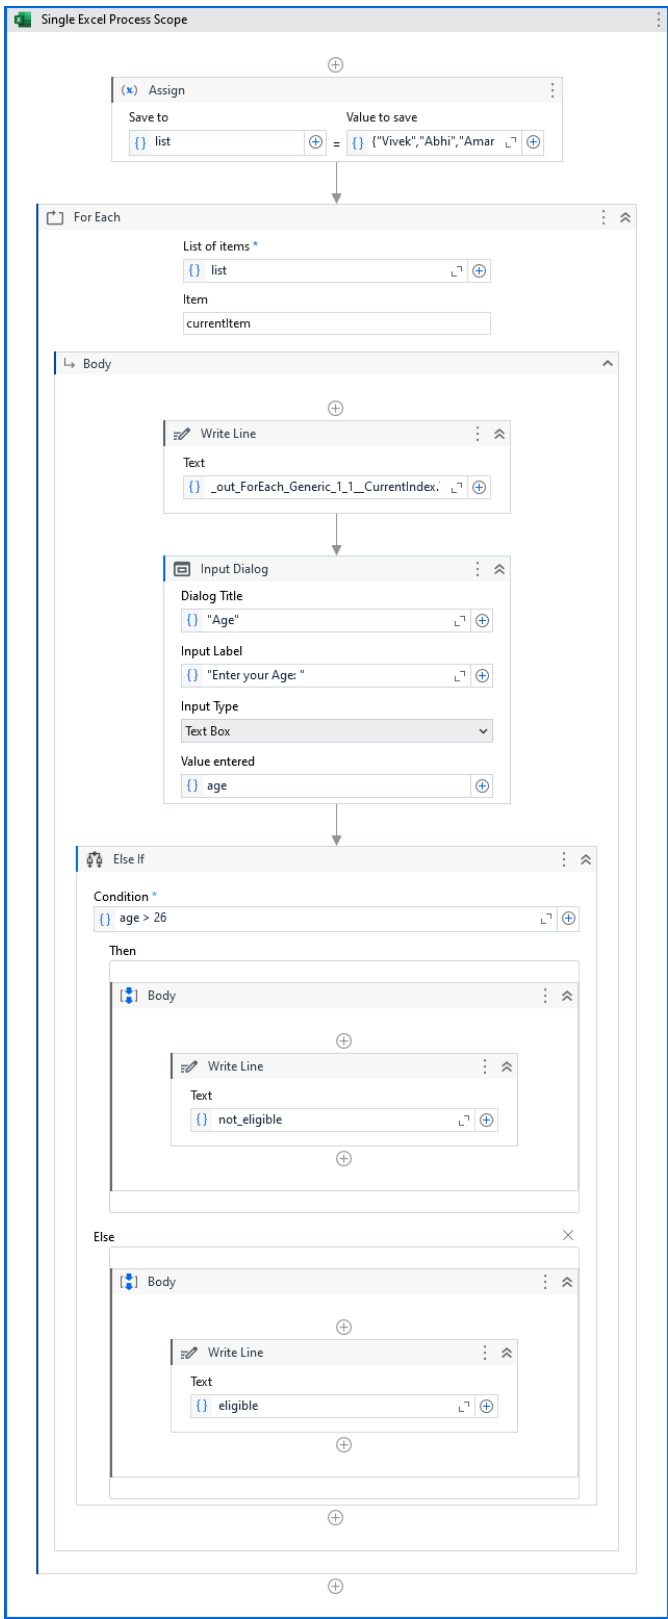 Single Excel Process Scope
Assign
Save to Value to save
list = {"Vivek","Abhi","Amar
For Each
List of items *
list
Item
currentItem
Body
Write Line
Text
_out_ForEach_Generic_1_1__CurrentIndex.
Input Dialog
Dialog Title
"Age"
Input Label
"Enter your Age: "
Input Type
Text Box
Value entered
age
Else If
Condition *
age > 26
Then
Body
Write Line
Text
not_eligible
Else
Body
Write Line
Text
eligible